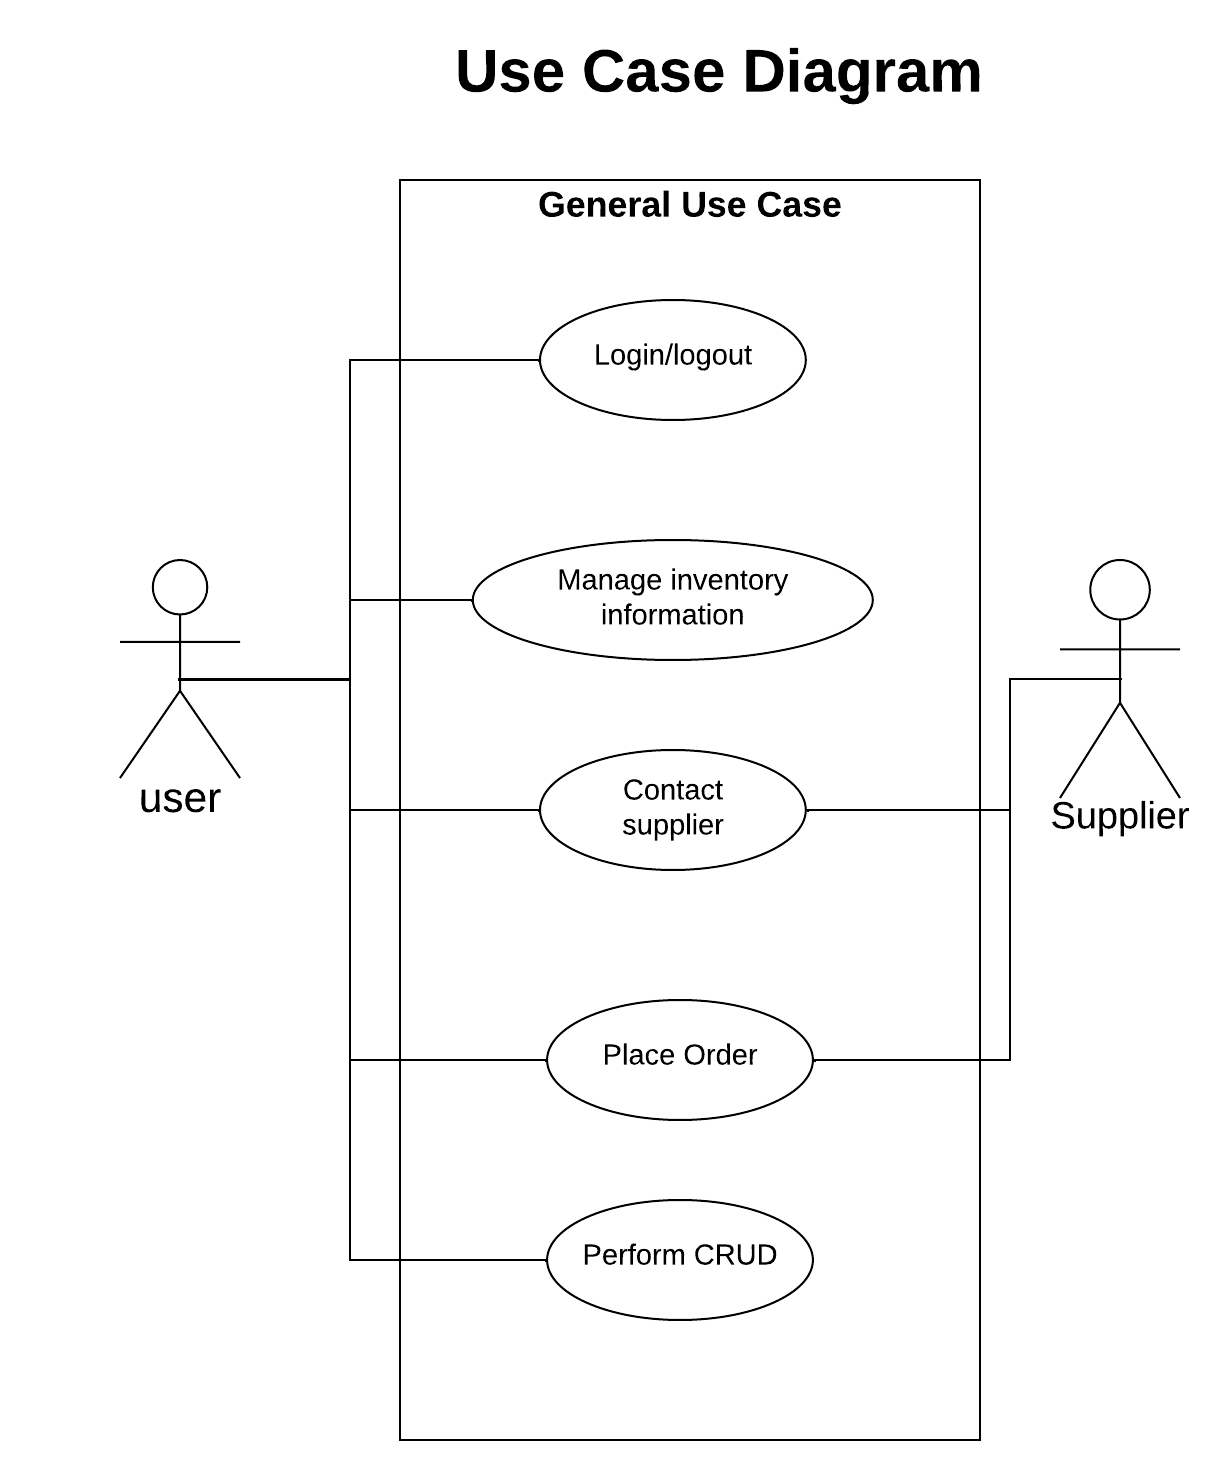 Use Case Diagram
General Use Case
Login/logout
Manage inventory
information
user
Contact
supplier
Supplier
Place Order
Perform CRUD